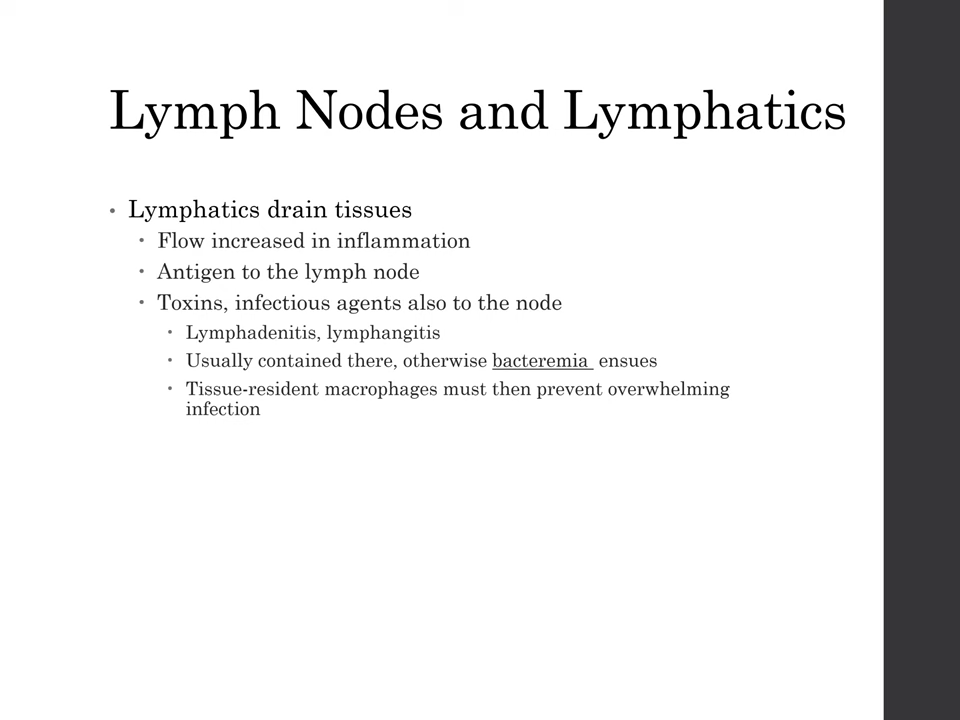 Lymph Nodes and Lymphatics
• Lymphatics drain tissues
• Flow increased in inflammation
• Antigen to the lymph node
• Toxins, infectious agents also to the node
• Lymphadenitis, lymphangitis
• Usually contained there, otherwise bacteremia ensues
• Tissue-resident macrophages must then prevent overwhelming
infection